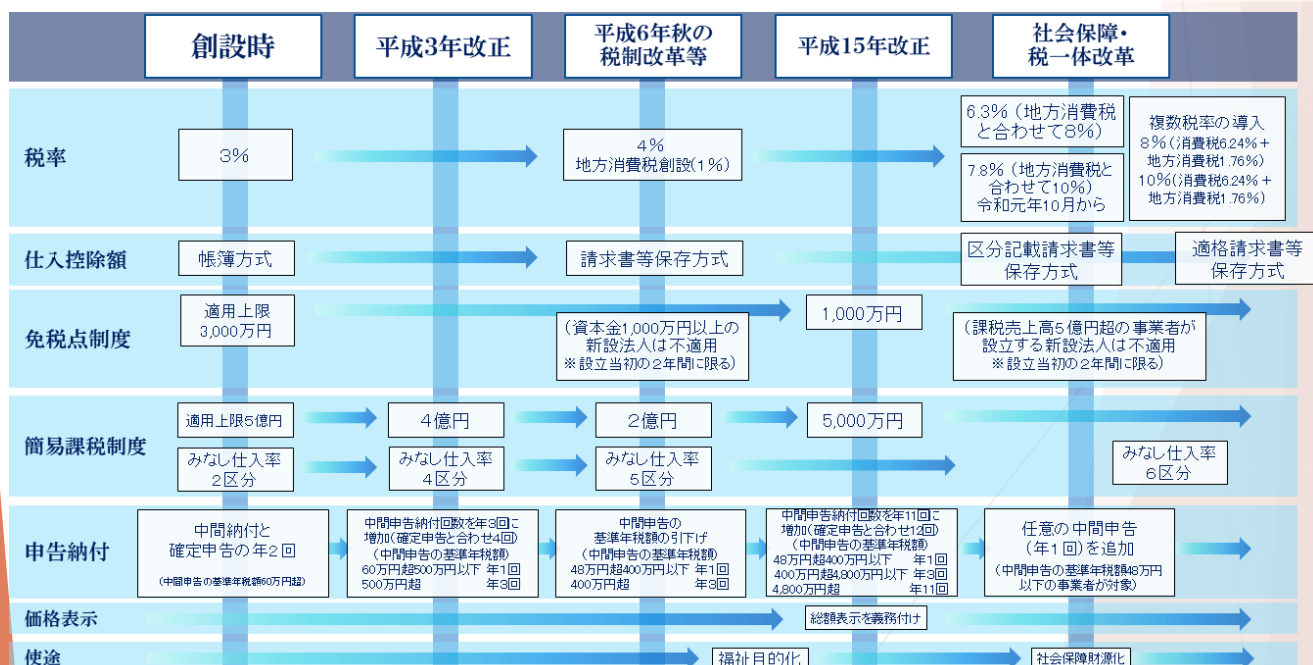 創設時
平成3年改正
平成6年秋の
税制改革等
平成15年改正
社会保障・
税一体改革
税率
3%
4%
地方消費税創設(1%)
6.3%（地方消費税
と合わせて8%）
7.8%（地方消費税と
合わせて10%）
令和元年10月から
複数税率の導入
8%(消費税6.24%＋
地方消費税1.76%)
10%(消費税6.24%＋
地方消費税1.76%)
仕入控除額
帳簿方式
請求書等保存方式
区分記載請求書等
保存方式
適格請求書等
保存方式
免税点制度
適用上限
3,000万円
(資本金1,000万円以上の
新設法人は不適用
※設立当初の2年間に限る)
1,000万円
(課税売上高5億円超の事業者が
設立する新設法人は不適用
※設立当初の2年間に限る)
簡易課税制度
適用上限5億円
4億円
2億円
5,000万円
みなし仕入率
2区分
みなし仕入率
4区分
みなし仕入率
5区分
みなし仕入率
6区分
申告納付
中間納付と
確定申告の年2回
(中間申告の基準年税額60万円超)
中間申告納付回数を年3回に
増加(確定申告と合わせ4回)
(中間申告の基準年税額)
60万円超500万円以下 年1回
500万円超 年3回
中間申告の
基準年税額の引下げ
(中間申告の基準年税額)
48万円超400万円以下 年1回
400万円超 年3回
中間申告納付回数を年11回に
増加(確定申告と合わせ12回)
(中間申告の基準年税額)
48万円超400万円以下 年1回
400万円超4,800万円以下 年3回
4,800万円超 年11回
任意の中間申告
（年1回）を追加
(中間申告の基準年税額48万円
以下の事業者が対象)
価格表示
総額表示を義務付け
使途
福祉目的化
社会保障財源化